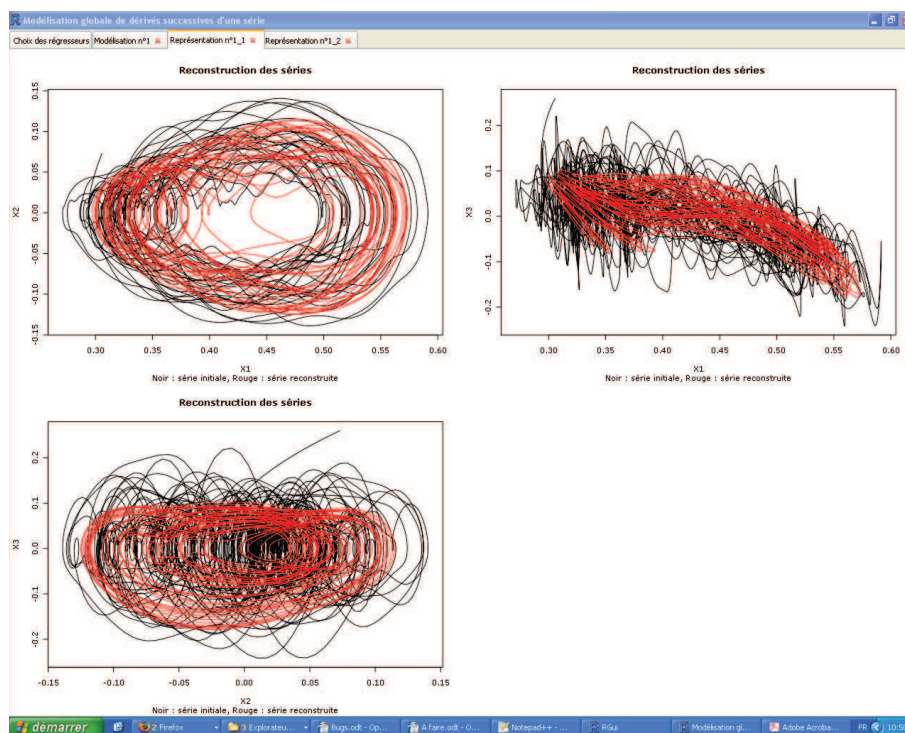 Modélisation globale de dérivés successives d'une série
Choix des régresseurs Modélisation n°1 Représentation n°1_1 Représentation n°1_2
Reconstruction des séries
0.15
0.10
0.05
0.00
-0.05
-0.10
-0.15
X2
0.30 0.35 0.40 0.45 0.50 0.55 0.60
X1
Noir : série initiale, Rouge : série reconstruite
Reconstruction des séries
0.2
0.1
0.0
-0.1
-0.2
X3
0.30 0.35 0.40 0.45 0.50 0.55 0.60
X1
Noir : série initiale, Rouge : série reconstruite
Reconstruction des séries
0.2
0.1
0.0
-0.1
-0.2
X3
-0.15 -0.10 -0.05 0.00 0.05 0.10 0.15
X2
Noir : série initiale, Rouge : série reconstruite
démarrer 2 Firefox 3 Explorateu... Bugs.odt - Op... A faire.odt - O... Notepad++ - ... RGui Modélisation gl... Adobe Acroba... FR